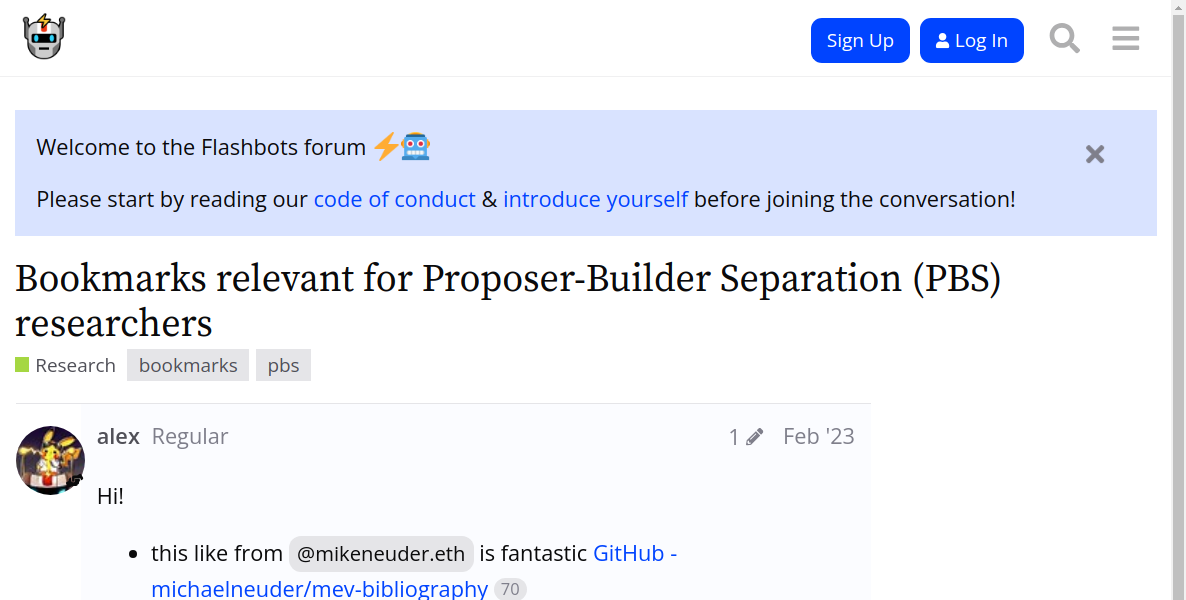 Sign Up
Log In
Welcome to the Flashbots forum
Please start by reading our code of conduct & introduce yourself before joining the conversation!
Bookmarks relevant for Proposer-Builder Separation (PBS)
researchers
Research bookmarks pbs
alex Regular 1 Feb '23
Hi!
• this like from @mikeneuder.eth is fantastic GitHub -
michaelneuder/mev-bibliography 70